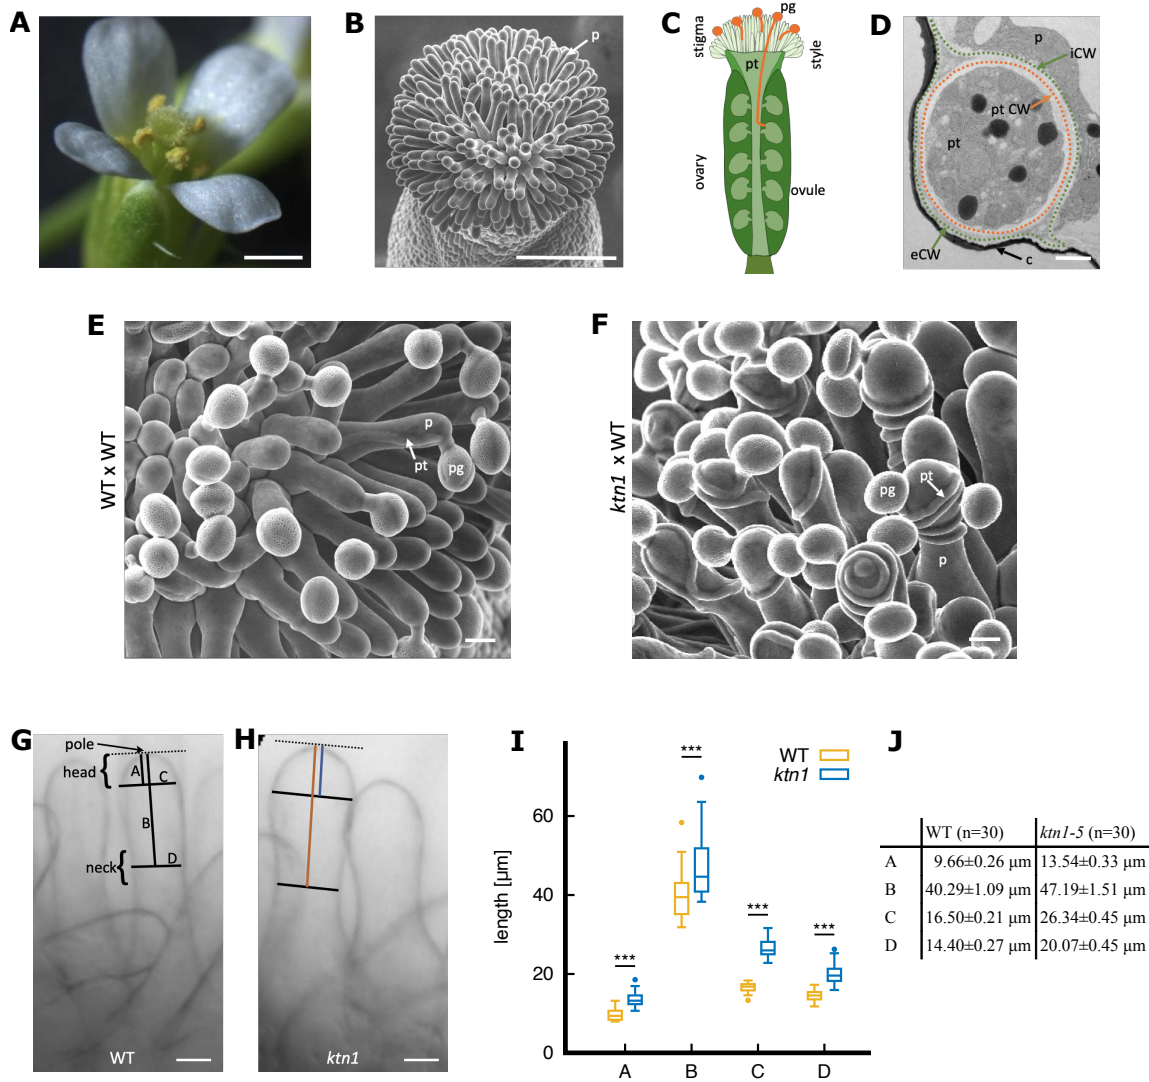 A
B
p
C
pg
stigma
style
pt
ovary
ovule
D
p
iCW
pt CW
pt
eCW
c
E
WT x WT
p
pt
pg
F
ktn1 x WT
pg
pt
p
G
pole
head
A
C
B
neck
D
WT
H
ktn1
I
WT
ktn1
***
***
***
***
length [µm]
60
40
20
0
A B C D
J
WT (n=30) ktn1-5 (n=30)
A 9.66±0.26 µm 13.54±0.33 µm
B 40.29±1.09 µm 47.19±1.51 µm
C 16.50±0.21 µm 26.34±0.45 µm
D 14.40±0.27 µm 20.07±0.45 µm